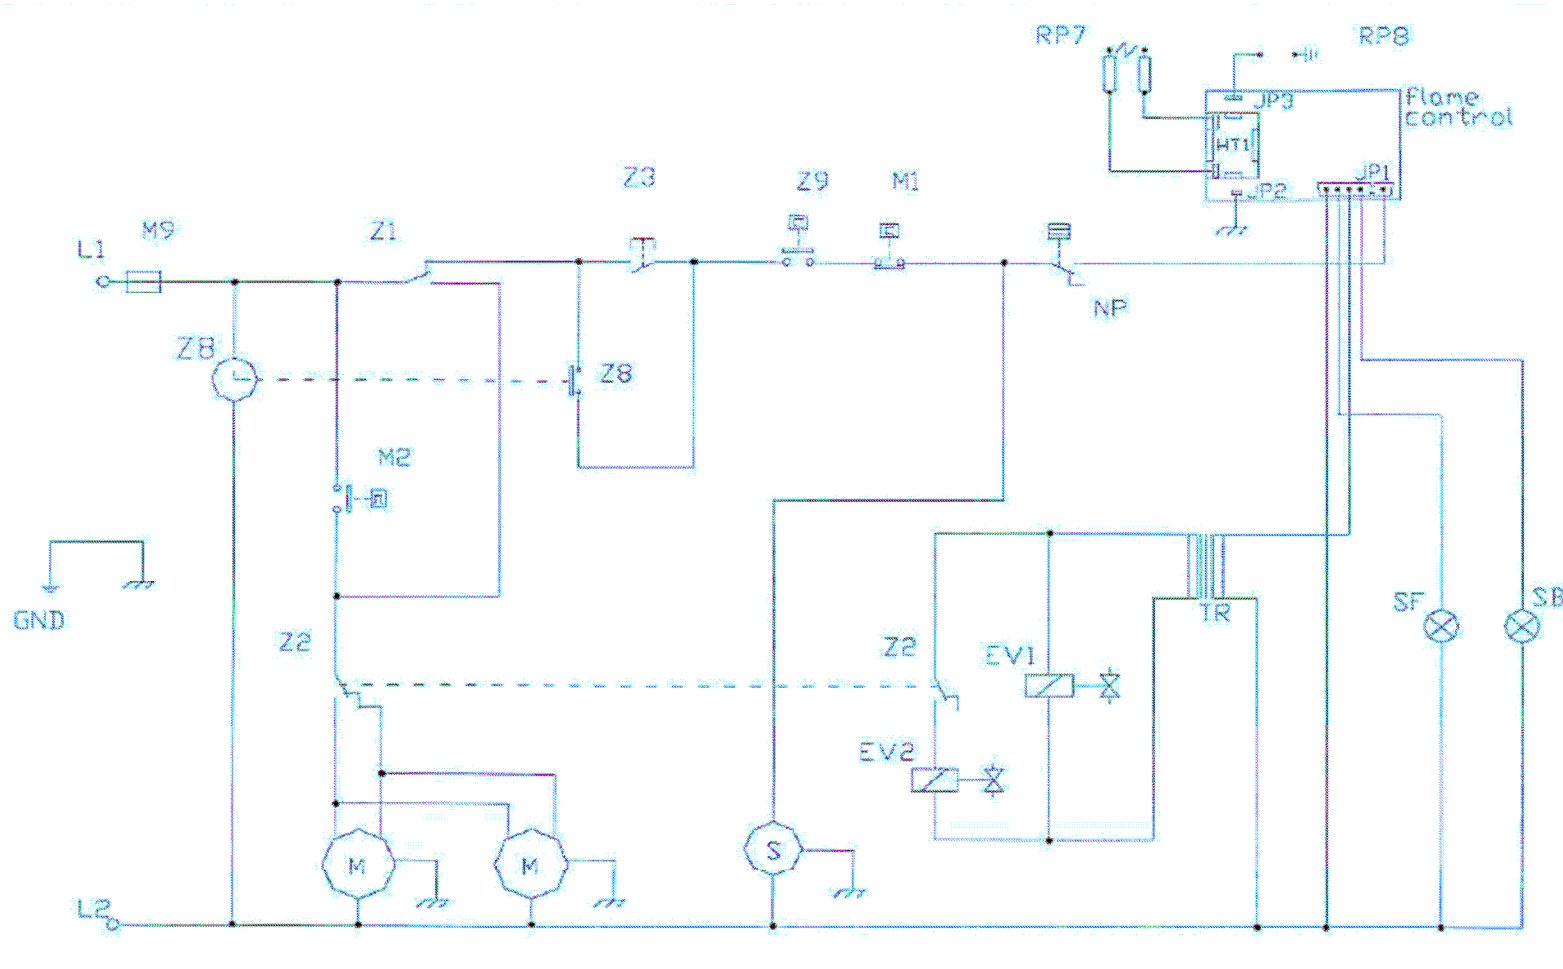 RP7
RP8
JP3
flame
control
HT1
JP1
JP2
Z3
Z9
M1
M9
Z1
L1
NP
Z8
Z8
M2
GND
Z2
Z2
EV1
TR
SF
SB
EV2
M
M
S
L2